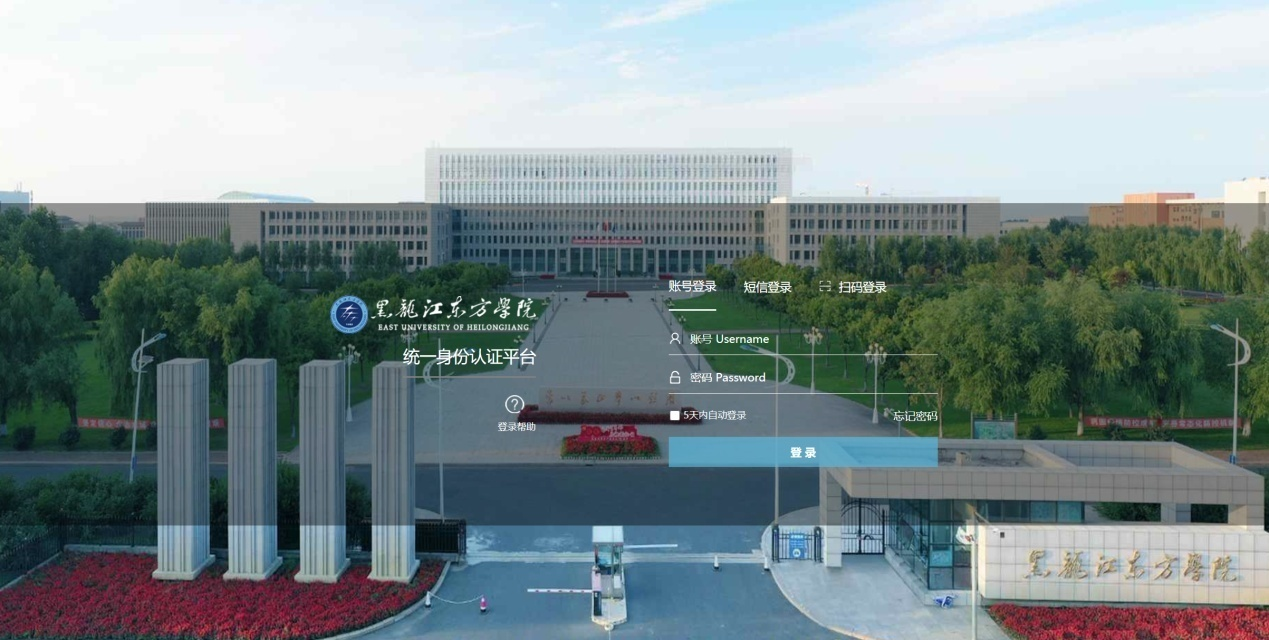 黑龍江东方學院
EAST UNIVERSITY OF HEILONGJIANG
统一身份认证平台
登录帮助
账号登录 短信登录 扫码登录
账号 Username
密码 Password
5天内自动登录 忘记密码
登录
黑龍江东方學院